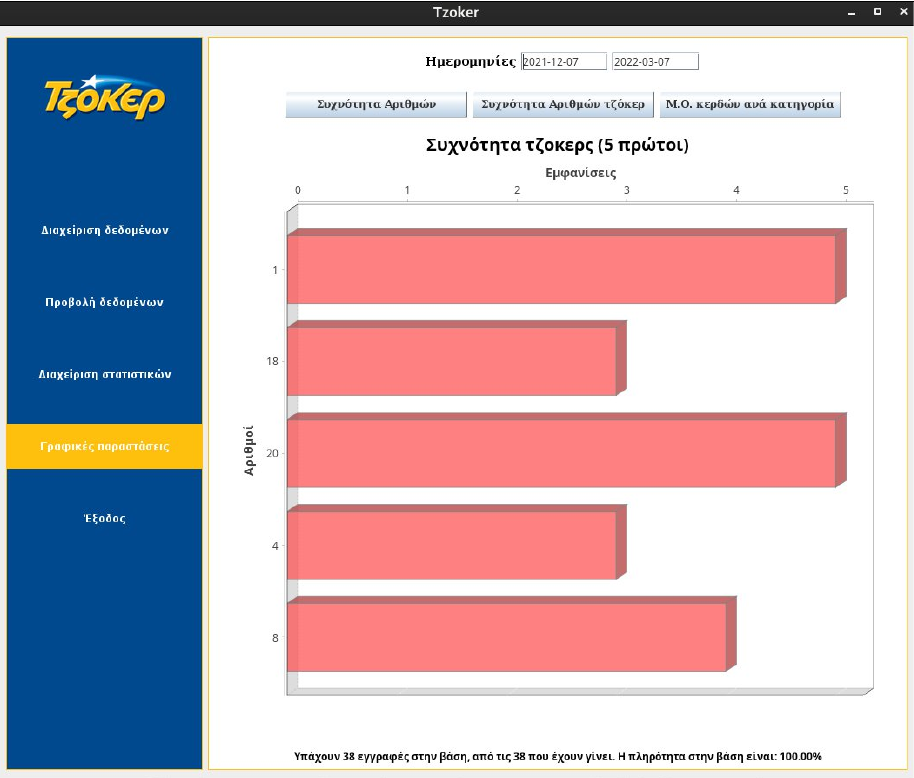 Tzoker
ΤζόΚερ
Διαχείριση δεδομένων
Προβολή δεδομένων
Διαχείριση στατιστικών
Γραφικές παραστάσεις
Έξοδος
Ημερομηνίες 2021-12-07 2022-03-07
Συχνότητα Αριθμών Συχνότητα Αριθμών τζόκερ Μ.Ο. κερδών ανά κατηγορία
Συχνότητα τζοκερς (5 πρώτοι)
Εμφανίσεις
0 1 2 3 4 5
Αριθμοί
1
18
20
4
8
Υπάχουν 38 εγγραφές στην βάση, από τις 38 που έχουν γίνει. Η πληρότητα στην βάση είναι: 100.00%